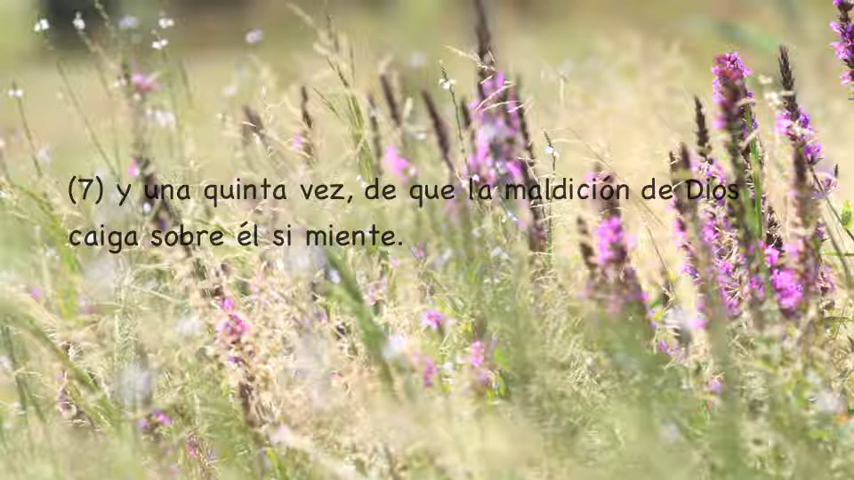 (7) y una quinta vez, de que la maldición de Dios
caiga sobre él si miente.